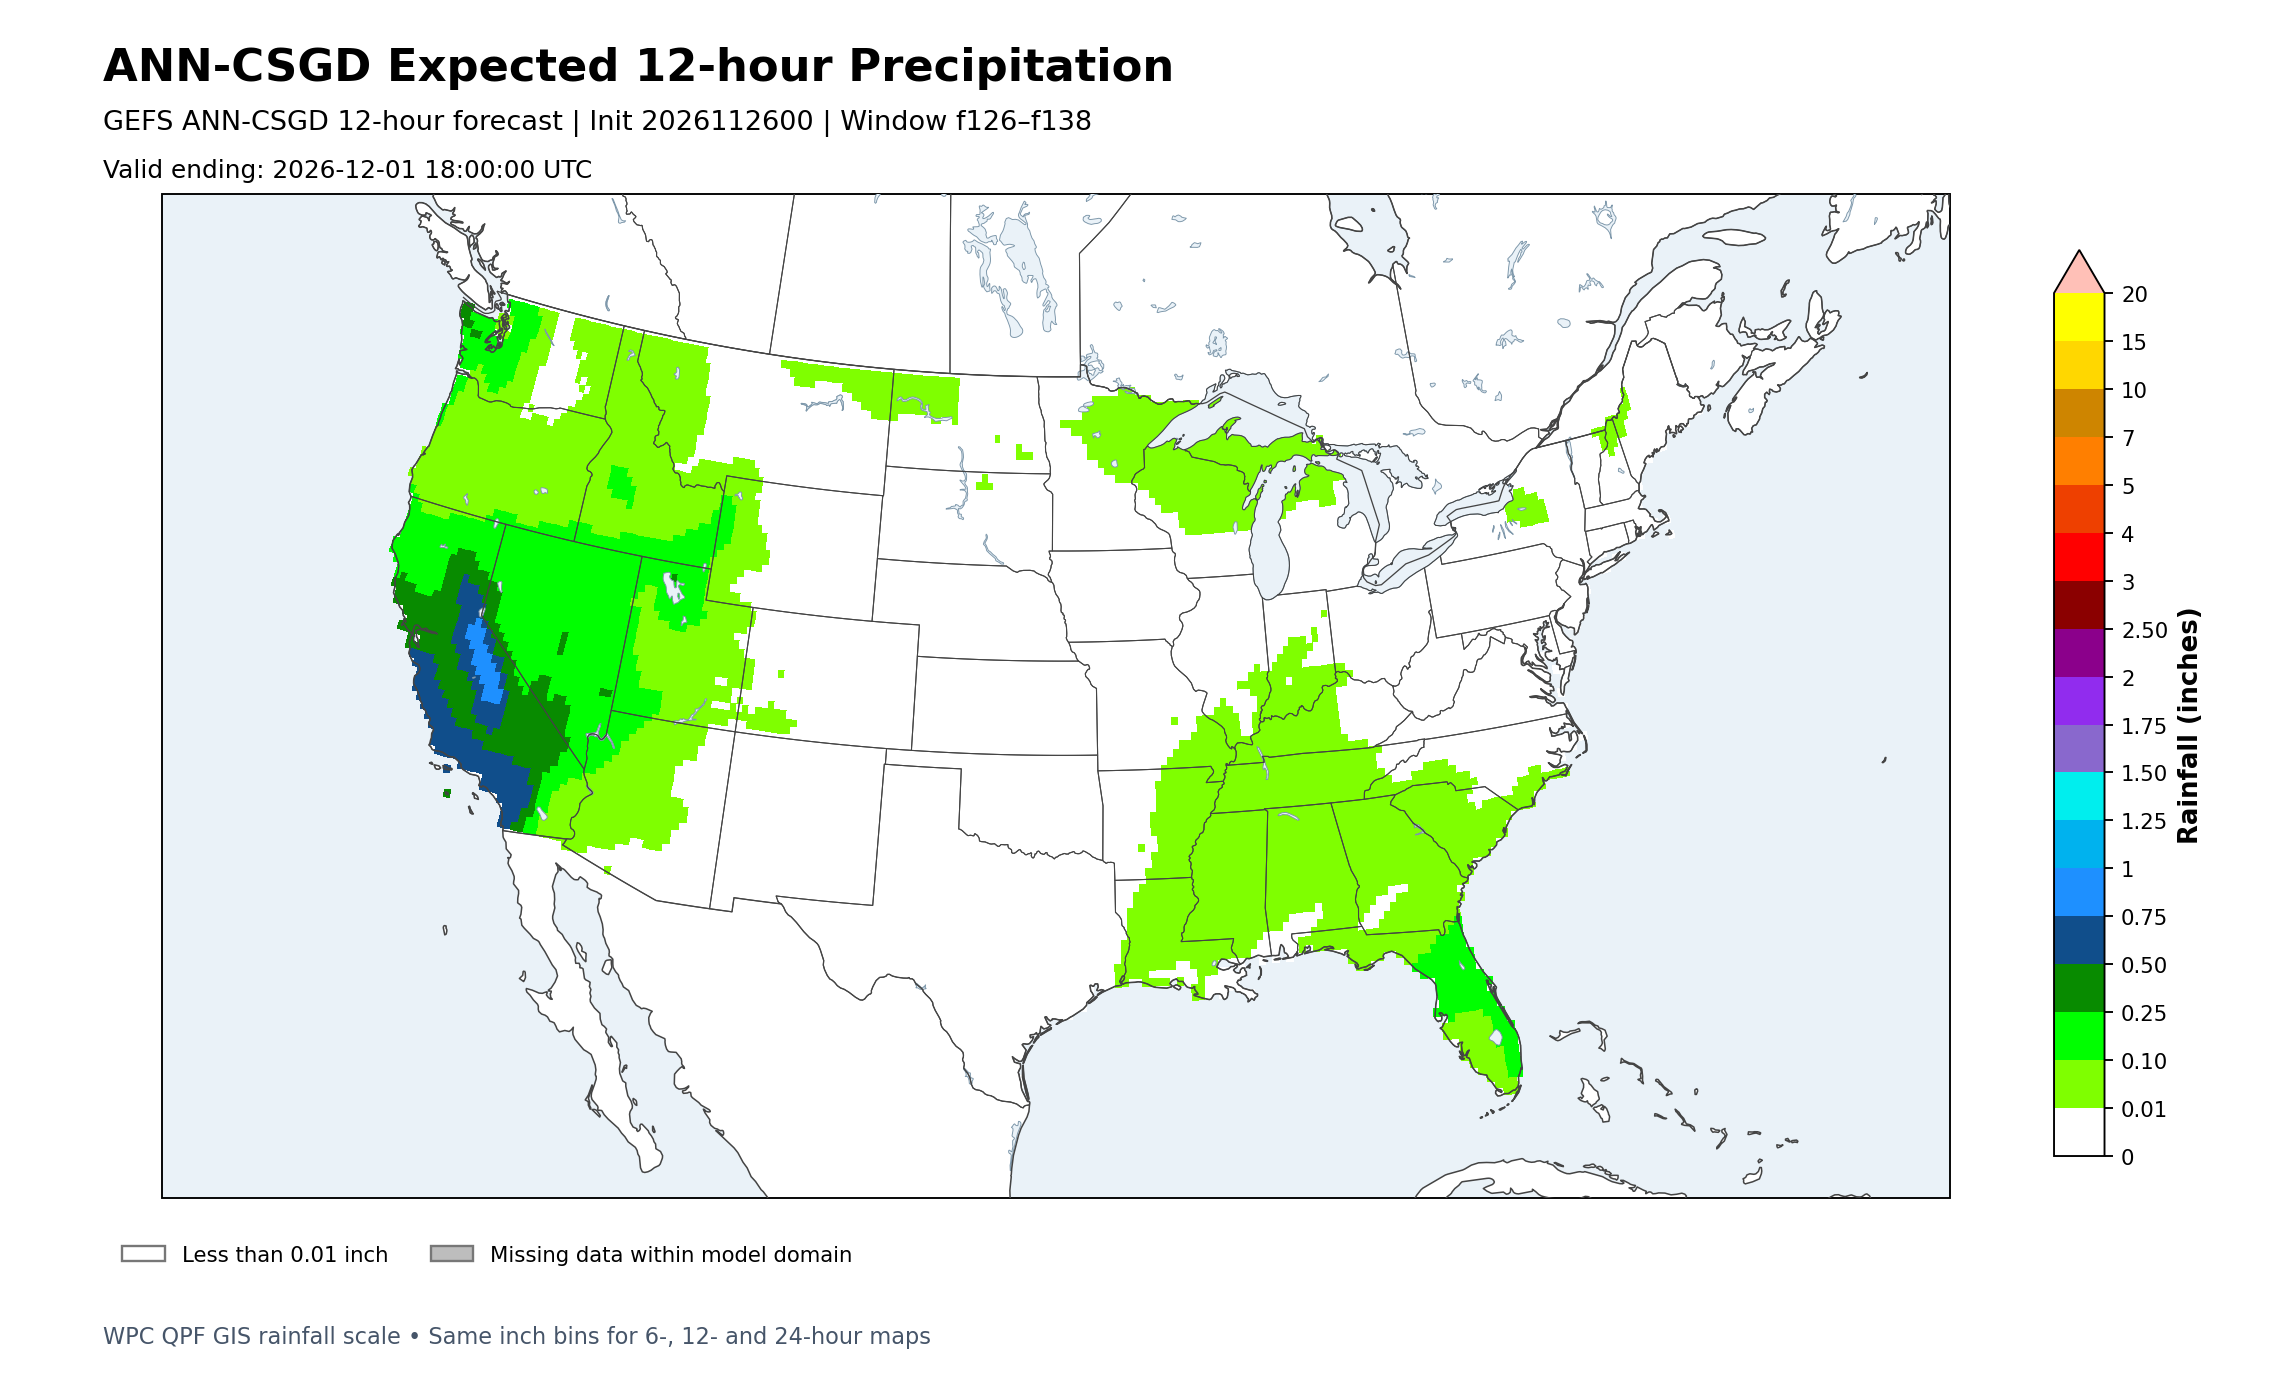 ANN-CSGD Expected 12-hour Precipitation
GEFS ANN-CSGD 12-hour forecast | Init 2026112600 | Window f126–f138
Valid ending: 2026-12-01 18:00:00 UTC
20
15
10
7
5
4
3
2.50
2
1.75
1.50
1.25
1
0.75
0.50
0.25
0.10
0.01
0
Rainfall (inches)
Less than 0.01 inch
Missing data within model domain
WPC QPF GIS rainfall scale • Same inch bins for 6-, 12- and 24-hour maps